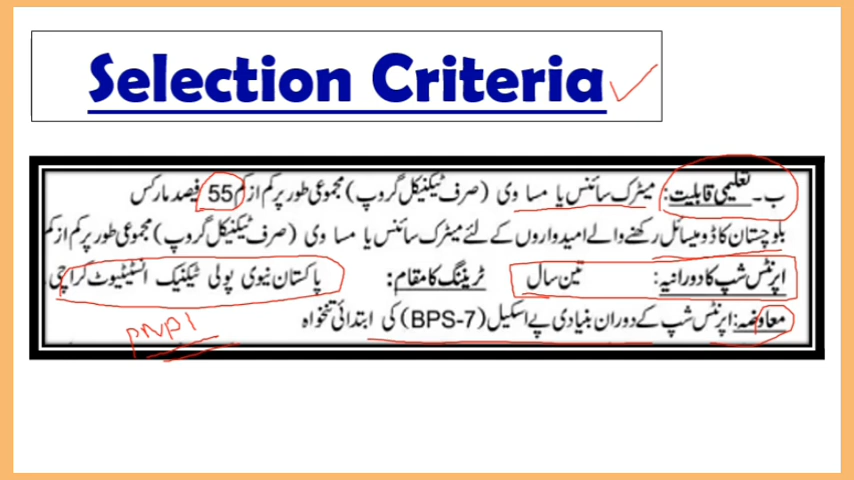 Selection Criteria
ب۔ تعلیمی قابلیت: میٹرک سائنس یا مساوی (صرف ٹیکنیکل گروپ) مجموعی طور پر کم از کم 55 فیصد مارکس
بلوچستان کا ڈومیسائل رکھنے والے امیدواروں کے لئے میٹرک سائنس یا مساوی (صرف ٹیکنیکل گروپ) مجموعی طور پر کم از کم
اپرنٹس شپ کا دورانیہ: تین سال ٹریننگ کا مقام: پاکستان نیوی پولی ٹیکنیک انسٹیٹیوٹ کراچی
معاوضہ: اپرنٹس شپ کے دوران بنیادی پے اسکیل (BPS-7) کی ابتدائی تنخواہ
PNPI